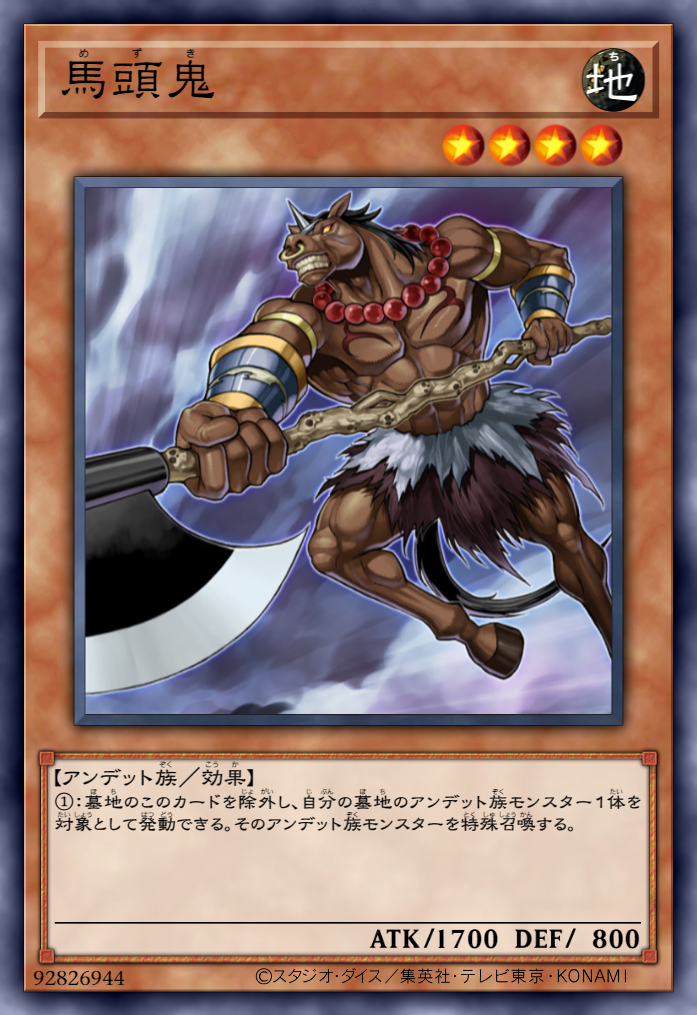 馬頭鬼
地
【アンデット族／効果】
①：墓地のこのカードを除外し、自分の墓地のアンデット族モンスター１体を
対象として発動できる。そのアンデット族モンスターを特殊召喚する。
ATK/1700 DEF/ 800
92826944 ©スタジオ・ダイス／集英社・テレビ東京・KONAMI